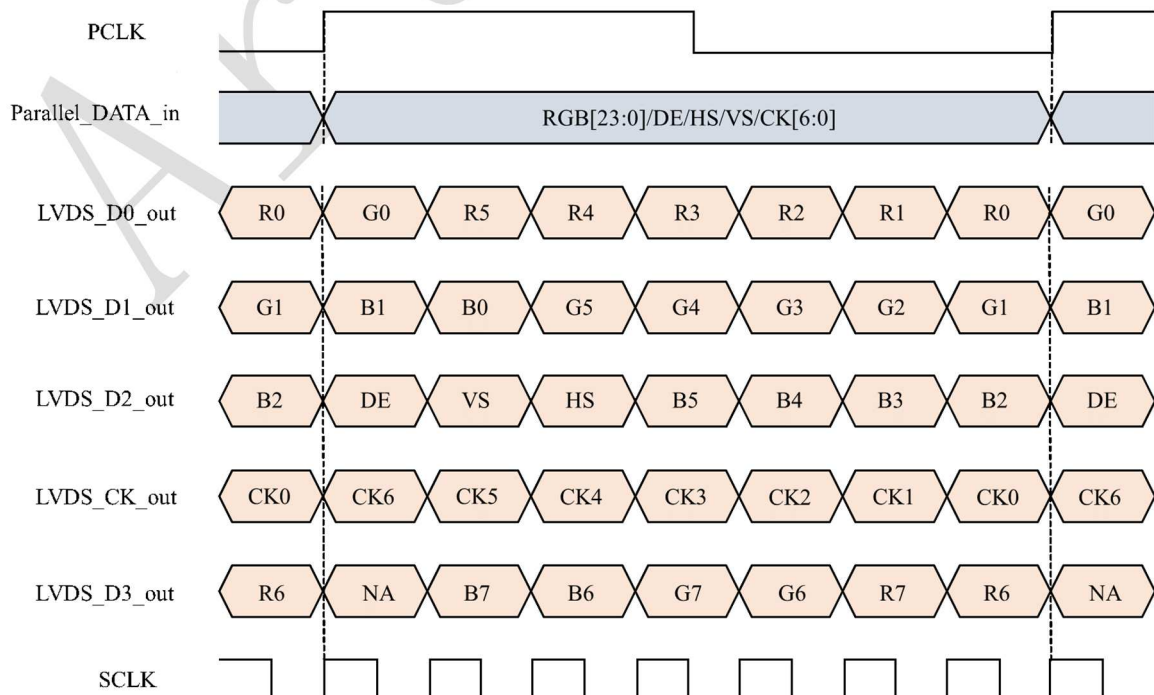 PCLK
Parallel_DATA_in RGB[23:0]/DE/HS/VS/CK[6:0]
LVDS_D0_out R0 G0 R5 R4 R3 R2 R1 R0 G0
LVDS_D1_out G1 B1 B0 G5 G4 G3 G2 G1 B1
LVDS_D2_out B2 DE VS HS B5 B4 B3 B2 DE
LVDS_CK_out CK0 CK6 CK5 CK4 CK3 CK2 CK1 CK0 CK6
LVDS_D3_out R6 NA B7 B6 G7 G6 R7 R6 NA
SCLK